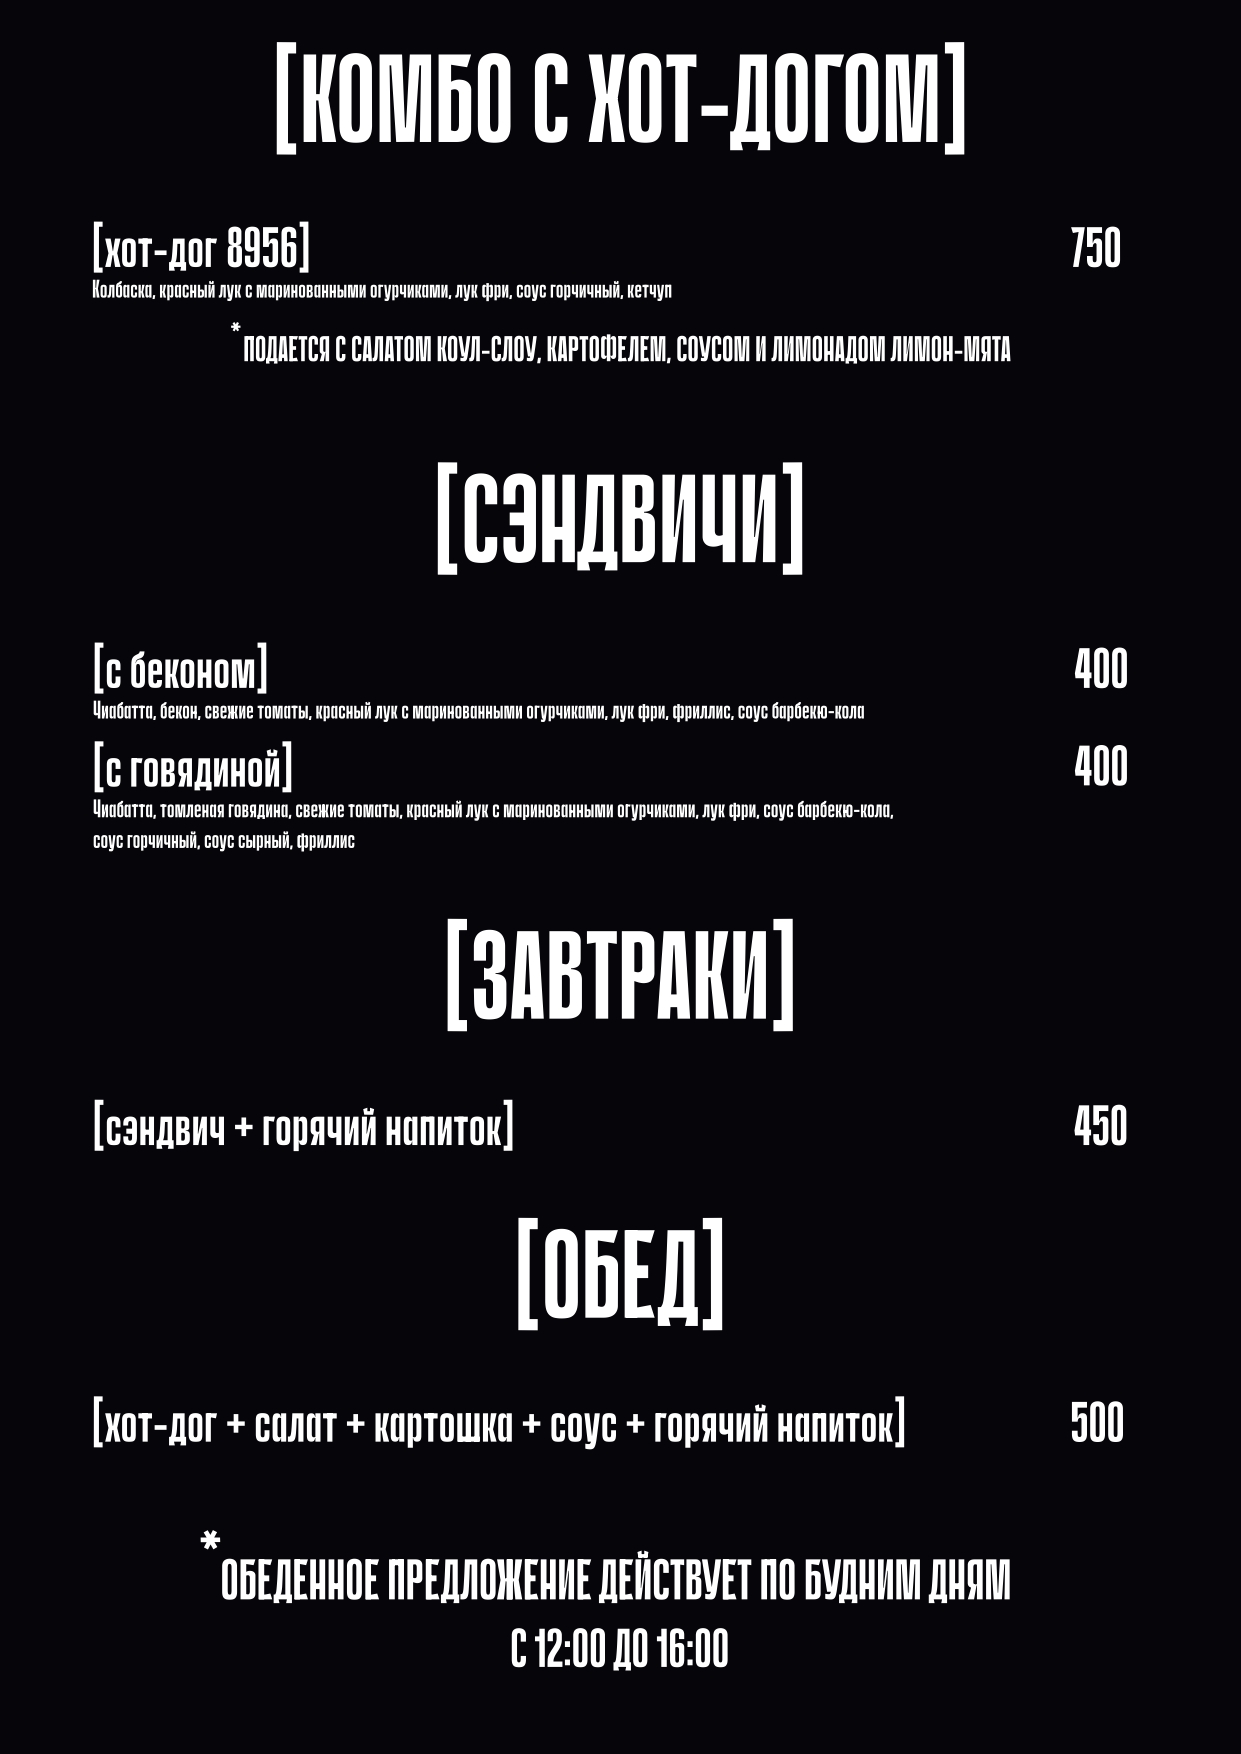 [КОМБО С ХОТ-ДОГОМ]
[хот-дог 8956] 750
Колбаска, красный лук с маринованными огурчиками, лук фри, соус горчичный, кетчуп
*ПОДАЕТСЯ С САЛАТОМ КОУЛ-СЛОУ, КАРТОФЕЛЕМ, СОУСОМ И ЛИМОНАДОМ ЛИМОН-МЯТА
[СЭНДВИЧИ]
[с беконом] 400
Чиабатта, бекон, свежие томаты, красный лук с маринованными огурчиками, лук фри, фриллис, соус барбекю-кола
[с говядиной] 400
Чиабатта, томленая говядина, свежие томаты, красный лук с маринованными огурчиками, лук фри, соус барбекю-кола,
соус горчичный, соус сырный, фриллис
[ЗАВТРАКИ]
[сэндвич + горячий напиток] 450
[ОБЕД]
[хот-дог + салат + картошка + соус + горячий напиток] 500
*ОБЕДЕННОЕ ПРЕДЛОЖЕНИЕ ДЕЙСТВУЕТ ПО БУДНИМ ДНЯМ
С 12:00 ДО 16:00